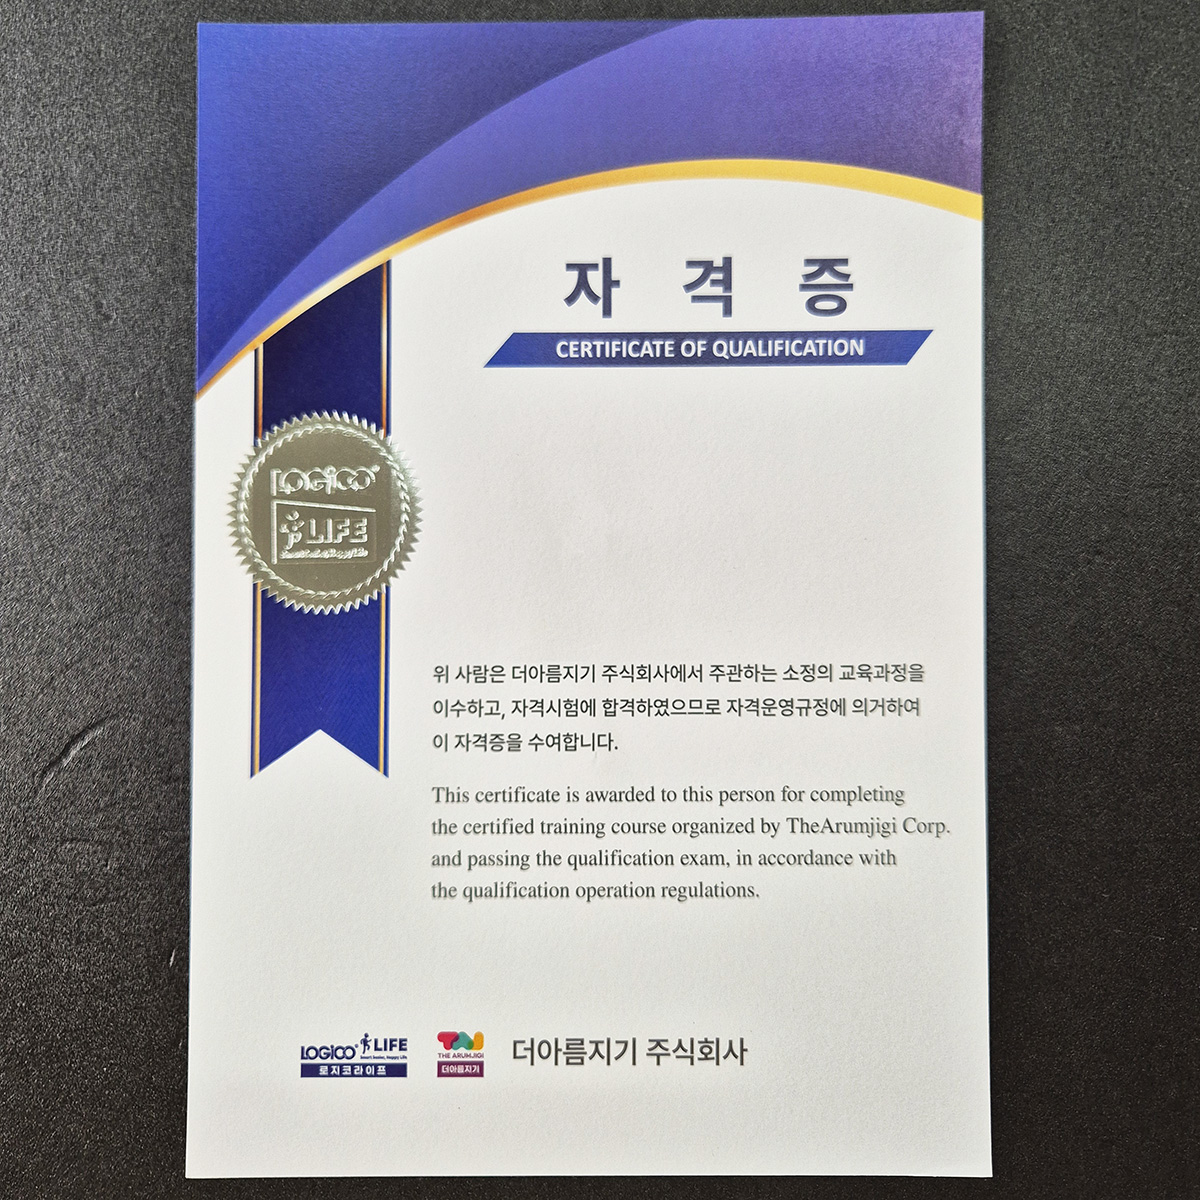 자 격 증
CERTIFICATE OF QUALIFICATION
LOGICO
LIFE
위 사람은 더아름지기 주식회사에서 주관하는 소정의 교육과정을
이수하고, 자격시험에 합격하였으므로 자격운영규정에 의거하여
이 자격증을 수여합니다.
This certificate is awarded to this person for completing
the certified training course organized by TheArumjigi Corp.
and passing the qualification exam, in accordance with
the qualification operation regulations.
LOGICO® LIFE
Smart Senior, Happy Life
로지코라이프
THE ARUMJIGI
더아름지기
더아름지기 주식회사